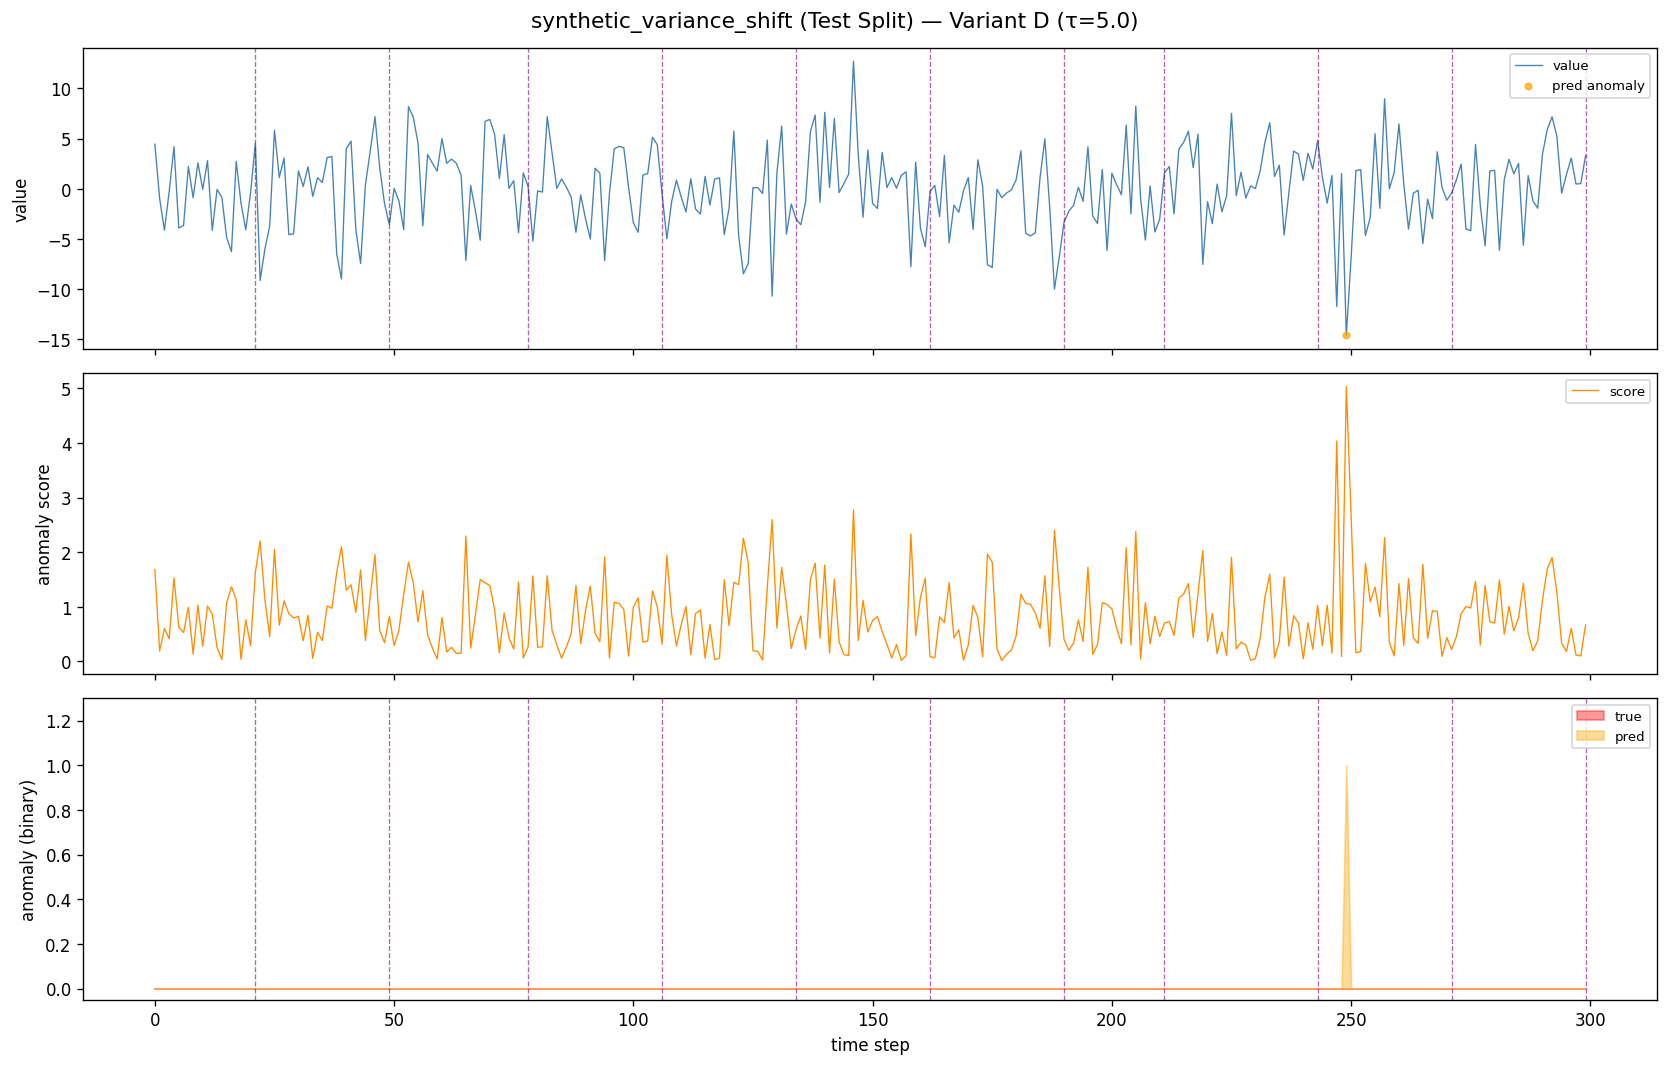 synthetic_variance_shift (Test Split) — Variant D (τ=5.0)
value
pred anomaly
10
5
0
−5
−10
−15
value
score
5
4
3
2
1
0
anomaly score
true
pred
1.2
1.0
0.8
0.6
0.4
0.2
0.0
anomaly (binary)
0 50 100 150 200 250 300
time step